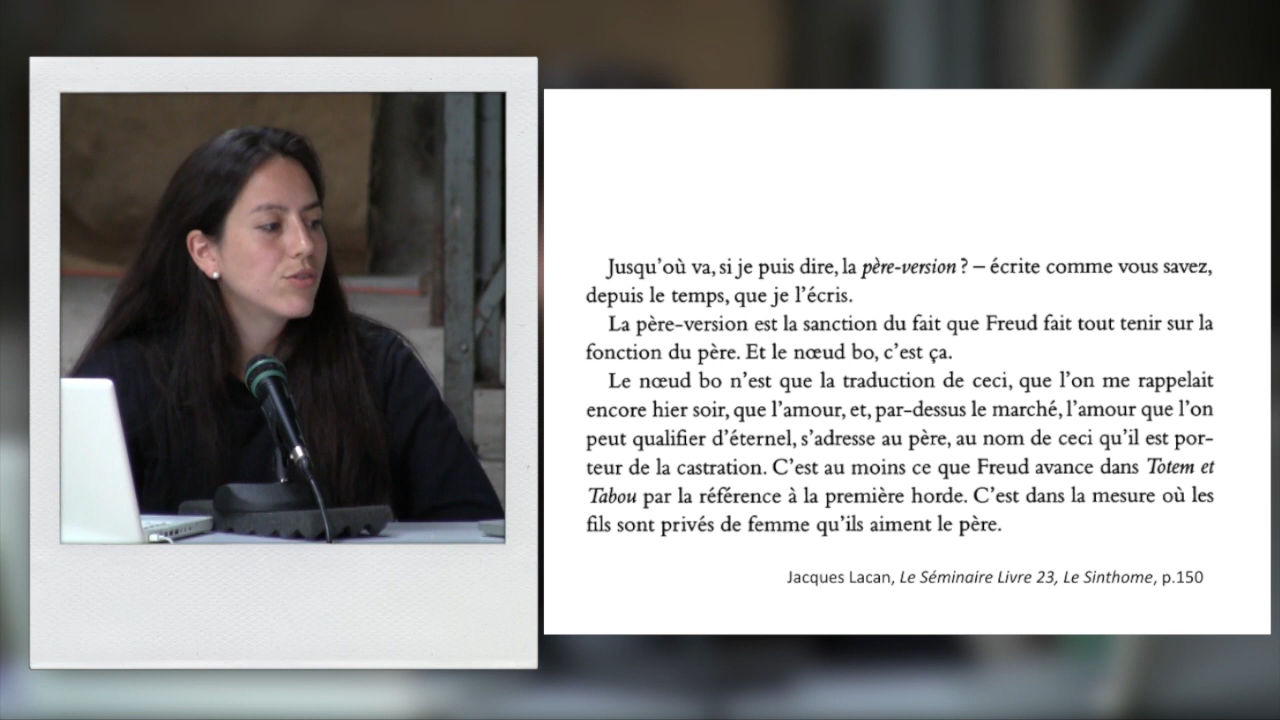 Jusqu'où va, si je puis dire, la père-version ? – écrite comme vous savez,
depuis le temps, que je l'écris.
La père-version est la sanction du fait que Freud fait tout tenir sur la
fonction du père. Et le nœud bo, c'est ça.
Le nœud bo n'est que la traduction de ceci, que l'on me rappelait
encore hier soir, que l'amour, et, par-dessus le marché, l'amour que l'on
peut qualifier d'éternel, s'adresse au père, au nom de ceci qu'il est por-
teur de la castration. C'est au moins ce que Freud avance dans Totem et
Tabou par la référence à la première horde. C'est dans la mesure où les
fils sont privés de femme qu'ils aiment le père.
Jacques Lacan, Le Séminaire Livre 23, Le Sinthome, p.150